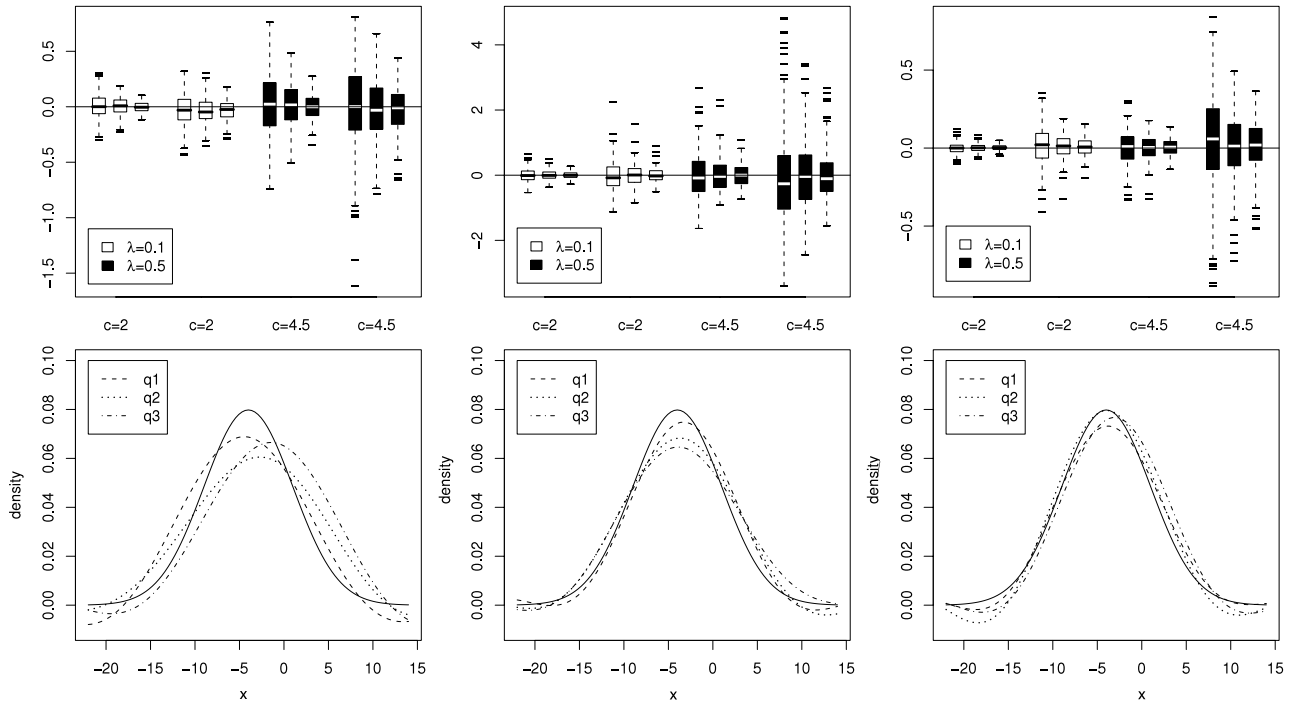 0.5
0.0
−0.5
−1.0
−1.5
λ=0.1
λ=0.5
c=2 c=2 c=4.5 c=4.5
4
2
0
−2
λ=0.1
λ=0.5
c=2 c=2 c=4.5 c=4.5
0.5
0.0
−0.5
λ=0.1
λ=0.5
c=2 c=2 c=4.5 c=4.5
density
0.10
0.08
0.06
0.04
0.02
0.00
q1
q2
q3
−20 −15 −10 −5 0 5 10 15
x
density
0.10
0.08
0.06
0.04
0.02
0.00
q1
q2
q3
−20 −15 −10 −5 0 5 10 15
x
density
0.10
0.08
0.06
0.04
0.02
0.00
q1
q2
q3
−20 −15 −10 −5 0 5 10 15
x